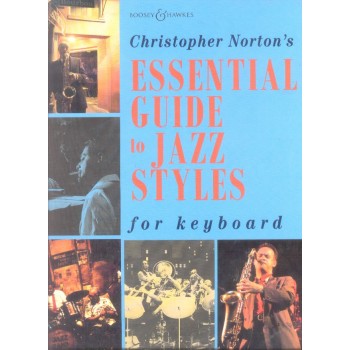 BOOSEY & HAWKES
Christopher Norton's
ESSENTIAL
GUIDE
to JAZZ
STYLES
for keyboard